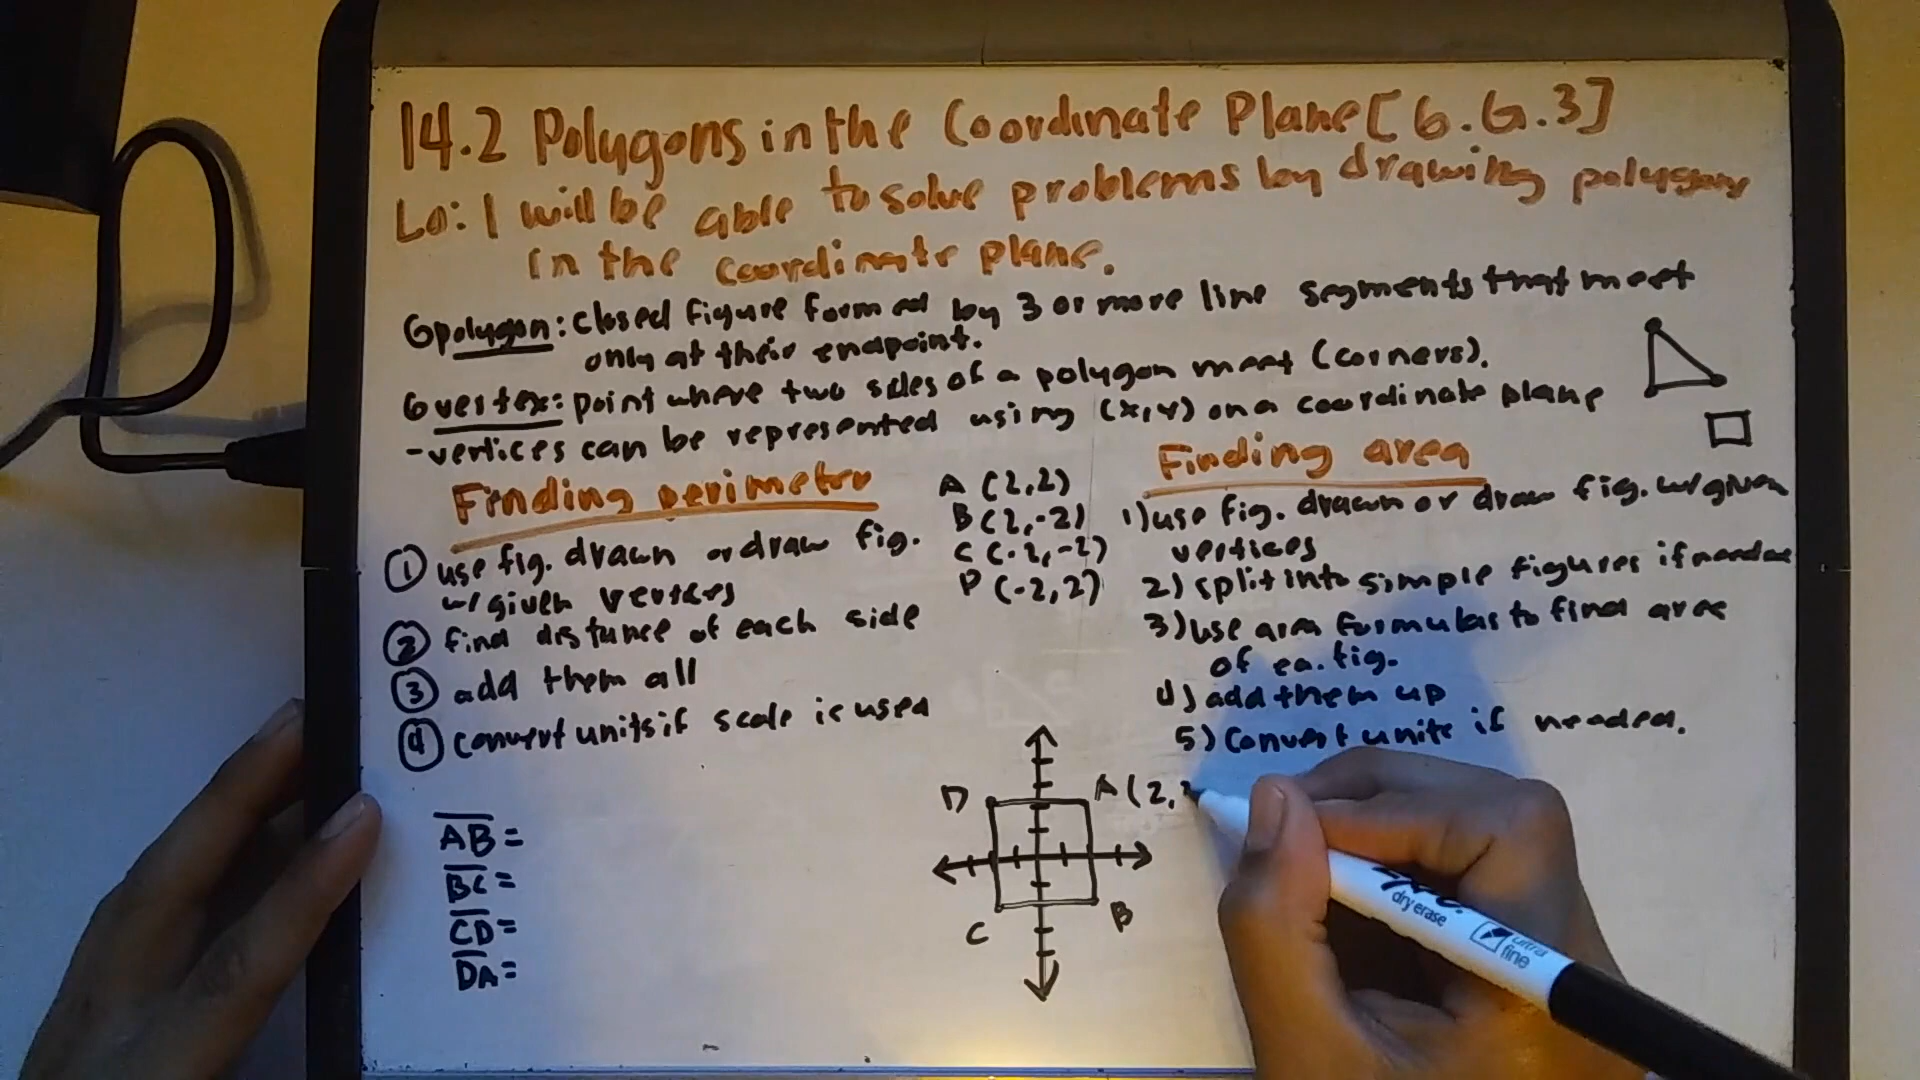 14.2 Polygons in the Coordinate Plane [6.G.3]
LO: I will be able to solve problems by drawing polygons
in the coordinate plane.
polygon: closed figure formed by 3 or more line segments that meet
only at their endpoint.
vertex: point where two sides of a polygon meet (corners).
-vertices can be represented using (x,y) on a coordinate plane
Finding perimeter
① use fig. drawn or draw fig.
w/ given vertices
② find distance of each side
③ add them all
④ convert units if scale is used
A (2,2)
B (2,-2)
C (-2,-2)
D (-2,2)
Finding area
1) use fig. drawn or draw fig. w/ given
vertices
2) split into simple figures if needed
3) use area formulas to find area
of ea. fig.
4) add them up
5) Convert units if needed.
AB =
BC =
CD =
DA =
D
A (2,
C
B
dry erase
ultra
fine